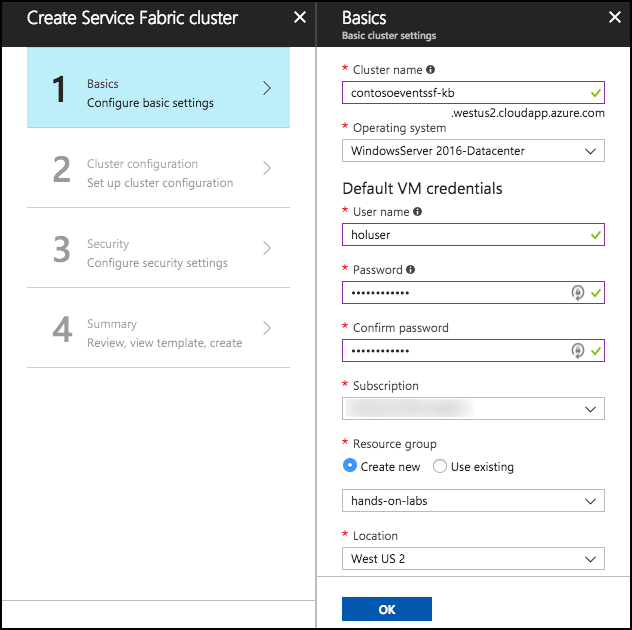 Create Service Fabric cluster
1
Basics
Configure basic settings
2
Cluster configuration
Set up cluster configuration
3
Security
Configure security settings
4
Summary
Review, view template, create
Basics
Basic cluster settings
* Cluster name
contosoeventssf-kb
.westus2.cloudapp.azure.com
* Operating system
WindowsServer 2016-Datacenter
Default VM credentials
* User name
holuser
* Password
••••••••••••
* Confirm password
••••••••••••
* Subscription
* Resource group
Create new Use existing
hands-on-labs
* Location
West US 2
OK